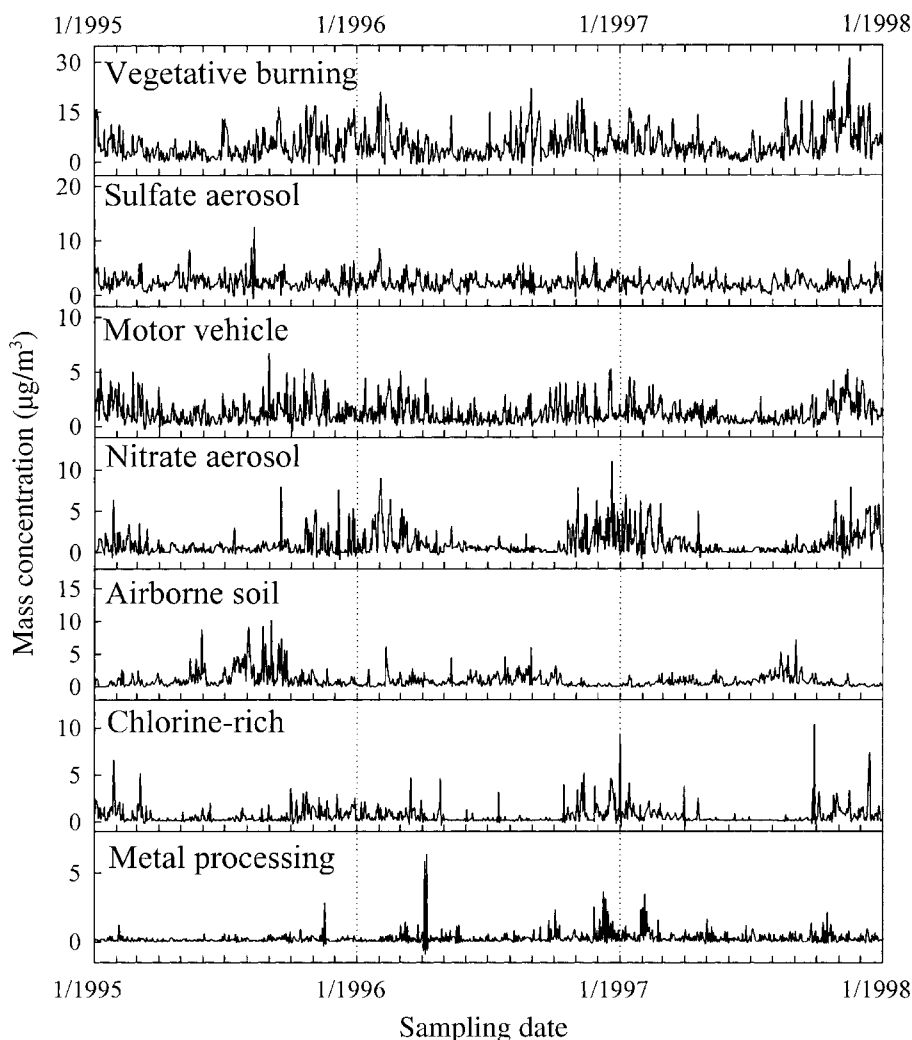 1/1995 1/1996 1/1997 1/1998
Vegetative burning
30
15
0
Sulfate aerosol
20
10
0
Motor vehicle
10
5
0
Nitrate aerosol
10
5
0
Airborne soil
15
10
5
0
Chlorine-rich
10
5
0
Metal processing
5
0
Mass concentration (μg/m³)
1/1995 1/1996 1/1997 1/1998
Sampling date